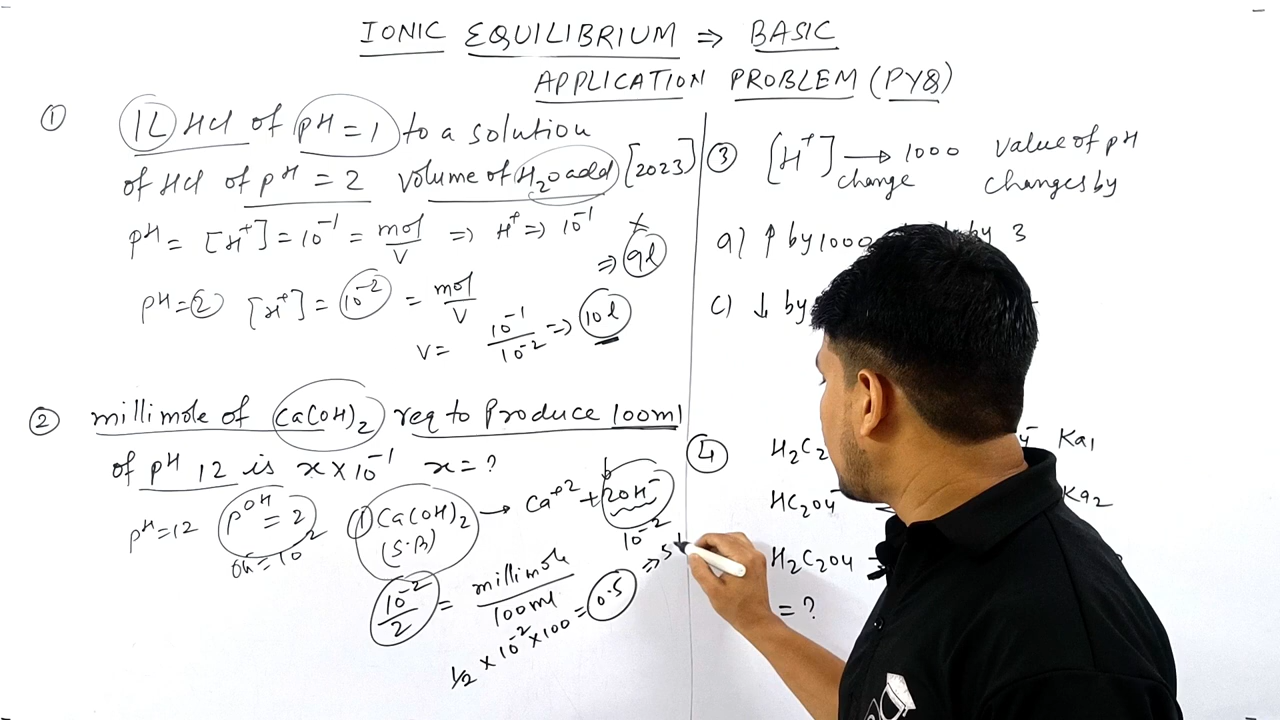 IONIC EQUILIBRIUM ⇒ BASIC
APPLICATION PROBLEM (PYQ)
① 1L HCl of pH = 1 to a solution
of HCl of pH = 2 volume of H₂O add [2023]
pH = [H⁺] = 10⁻¹ = mol/V ⇒ H⁺ ⇒ 10⁻¹
⇒ 9l
pH = 2 [H⁺] = 10⁻² = mol/V
V = 10⁻¹/10⁻² ⇒ 10l
② millimole of Ca(OH)₂ req to Produce 100ml
of pH 12 is x × 10⁻¹ x = ?
pH = 12 pOH = 2 ① Ca(OH)₂ → Ca⁺² + 2OH⁻
OH = 10⁻² (S.B) 10⁻²
10⁻²/2 = millimole/100ml
1/2 × 10⁻² × 100 = 0.5 ⇒ 5
③ [H⁺] → 1000 value of pH
change changes by
a) ↑ by 1000 by 3
c) ↓ by
④ H₂C₂ Ka₁
HC₂O₄⁻ Ka₂
H₂C₂O₄
= ?